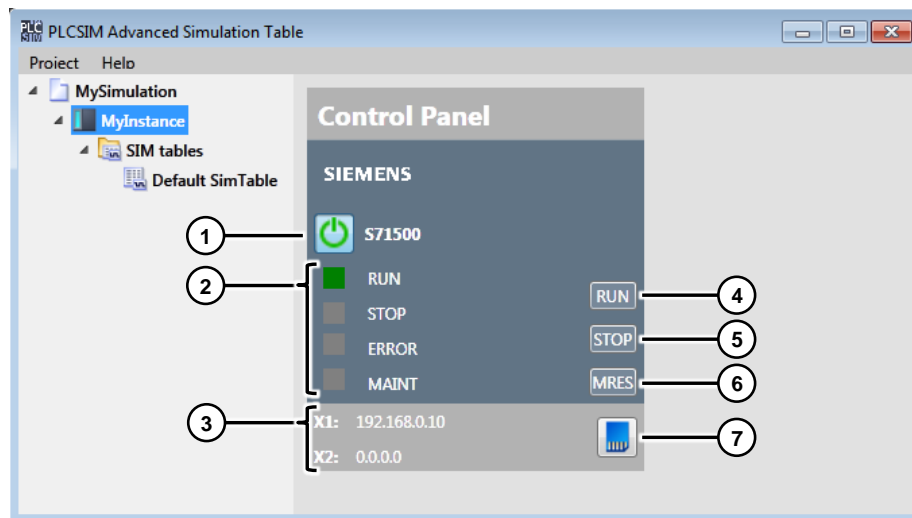 PLCSIM Advanced Simulation Table
Project Help
MySimulation
MyInstance
SIM tables
Default SimTable
Control Panel
SIEMENS
1
S71500
2
RUN
STOP
ERROR
MAINT
RUN
4
STOP
5
MRES
6
3
X1: 192.168.0.10
X2: 0.0.0.0
7